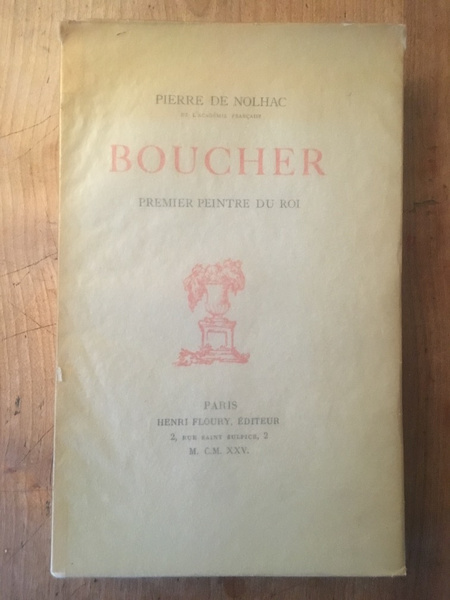 PIERRE DE NOLHAC
DE L'ACADÉMIE FRANÇAISE
BOUCHER
PREMIER PEINTRE DU ROI
PARIS
HENRI FLOURY, ÉDITEUR
2, RUE SAINT SULPICE, 2
M. CM. XXV.